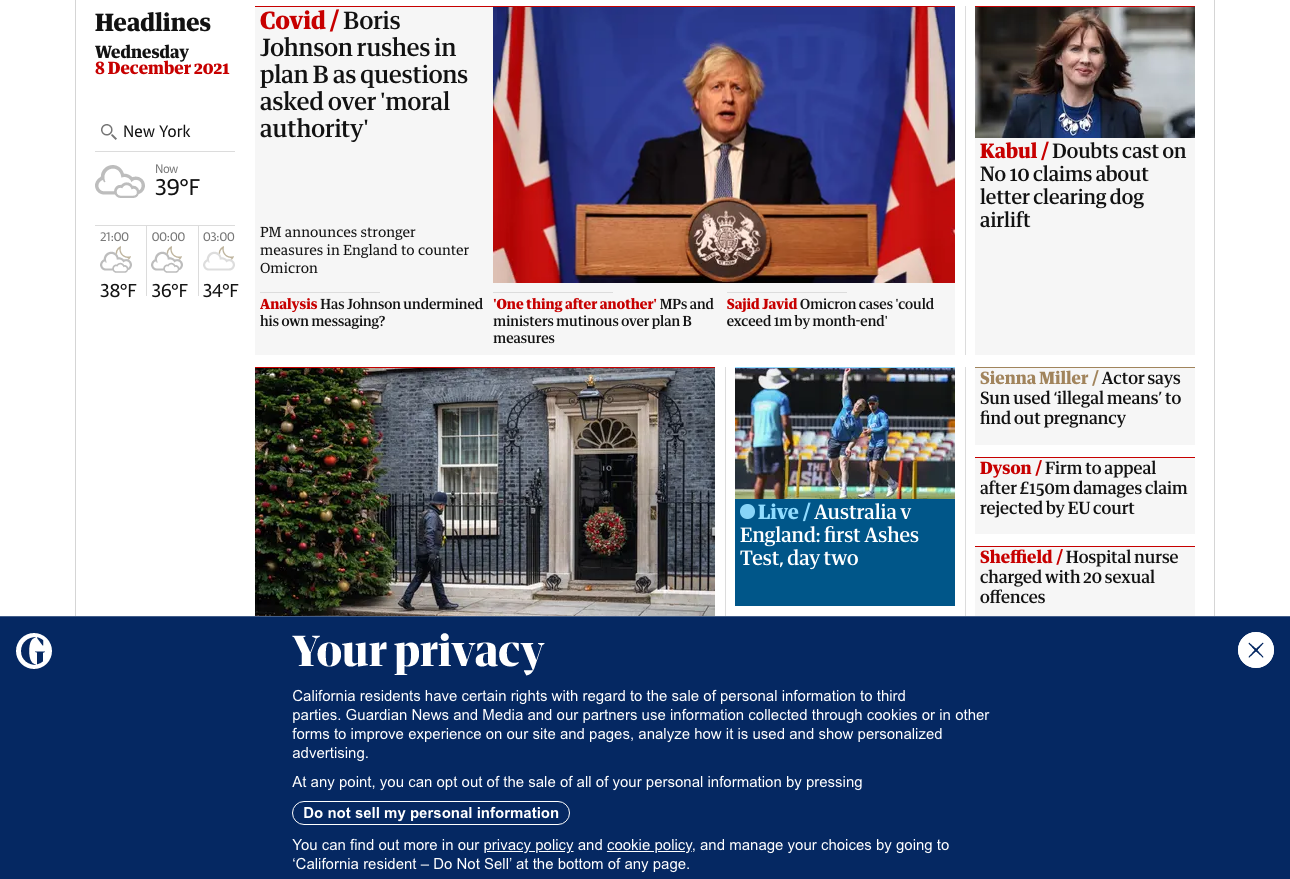 Headlines
Wednesday
8 December 2021
New York
Now
39°F
21:00
00:00
03:00
38°F
36°F
34°F
Covid / Boris
Johnson rushes in
plan B as questions
asked over 'moral
authority'
PM announces stronger
measures in England to counter
Omicron
Analysis Has Johnson undermined
his own messaging?
'One thing after another' MPs and
ministers mutinous over plan B
measures
Sajid Javid Omicron cases 'could
exceed 1m by month-end'
Kabul / Doubts cast on
No 10 claims about
letter clearing dog
airlift
10
THE
ASHES
Live / Australia v
England: first Ashes
Test, day two
Sienna Miller / Actor says
Sun used ‘illegal means’ to
find out pregnancy
Dyson / Firm to appeal
after £150m damages claim
rejected by EU court
Sheffield / Hospital nurse
charged with 20 sexual
offences
G
Your privacy
California residents have certain rights with regard to the sale of personal information to third
parties. Guardian News and Media and our partners use information collected through cookies or in other
forms to improve experience on our site and pages, analyze how it is used and show personalized
advertising.
At any point, you can opt out of the sale of all of your personal information by pressing
Do not sell my personal information
You can find out more in our privacy policy and cookie policy, and manage your choices by going to
‘California resident – Do Not Sell’ at the bottom of any page.